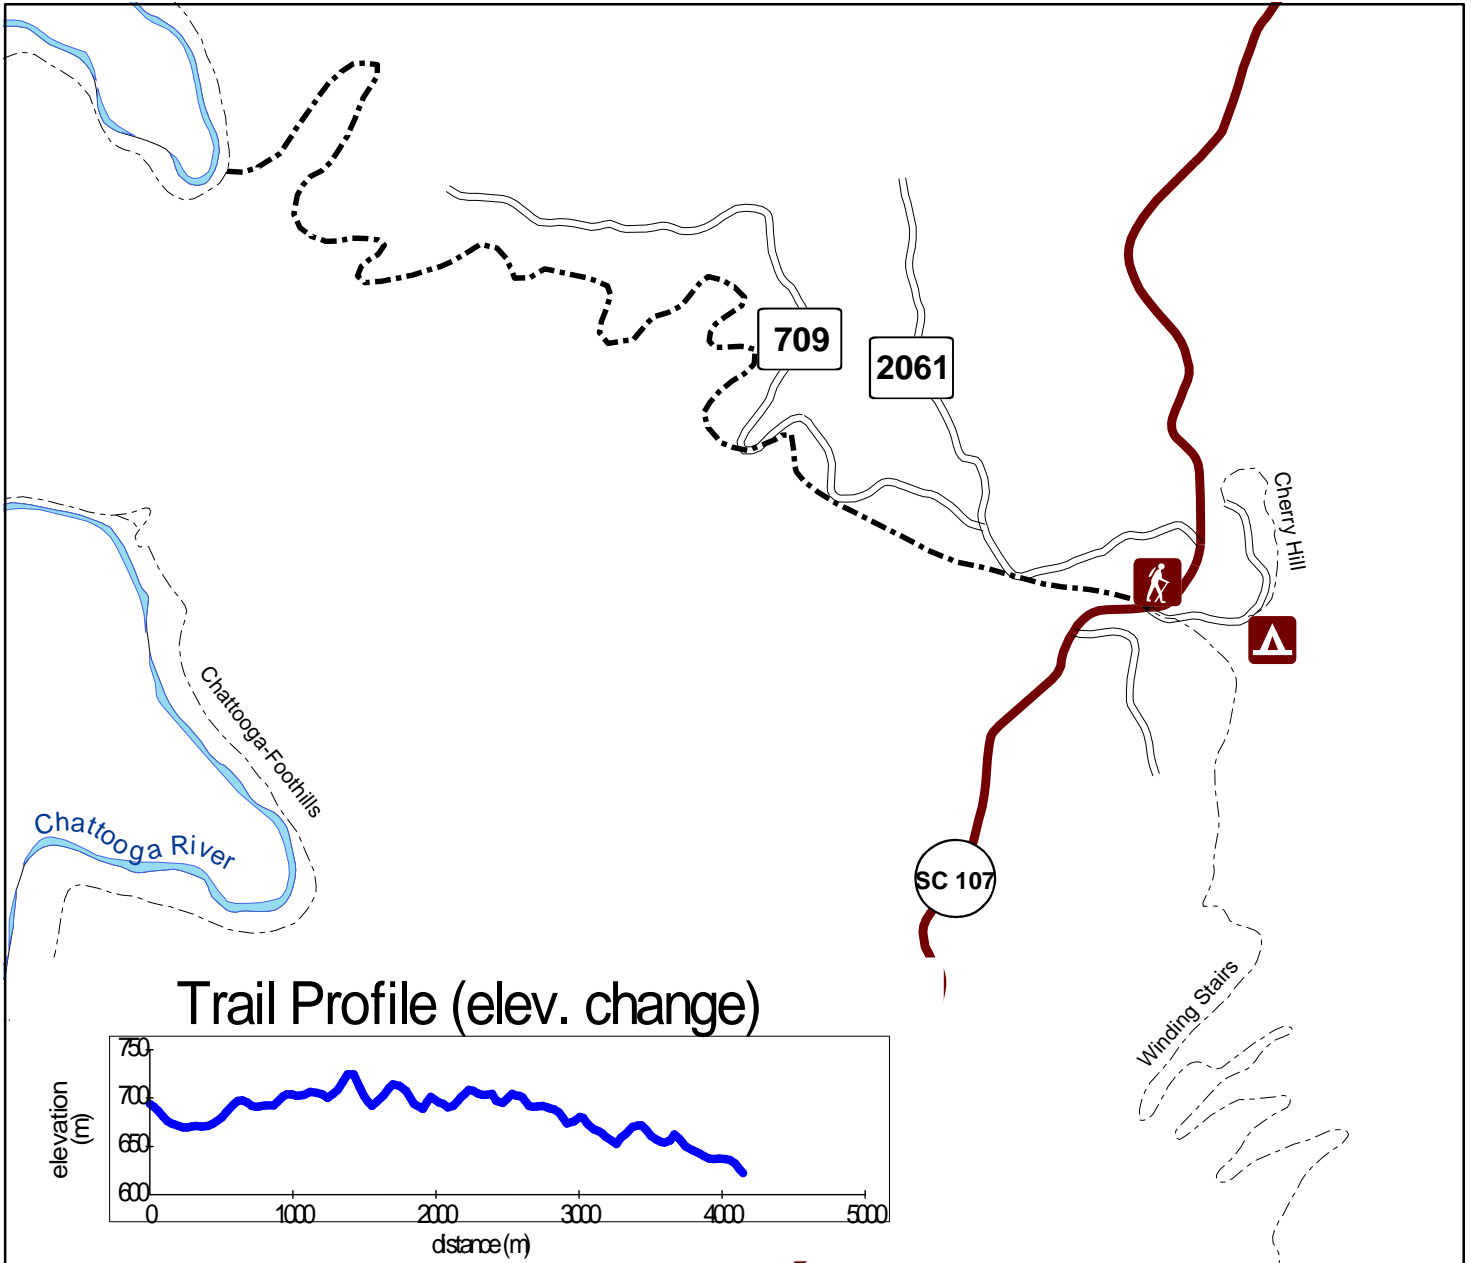 709
2061
Cherry Hill
Chattooga-Foothills
Chattooga River
SC 107
Winding Stairs
Trail Profile (elev. change)
750
700
650
600
elevation
(m)
0 1000 2000 3000 4000 5000
distance (m)